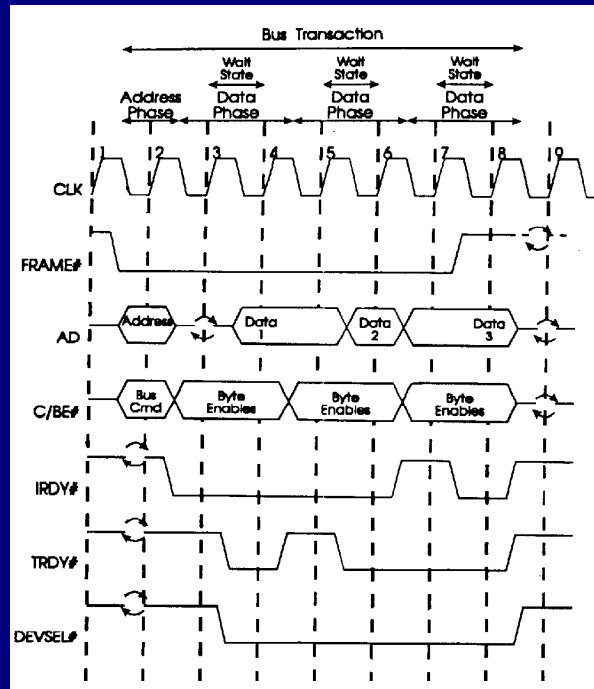 Bus Transaction
Wait State Wait State Wait State
Address Phase Data Phase Data Phase Data Phase
1 2 3 4 5 6 7 8 9
CLK
FRAME#
AD Address Data 1 Data 2 Data 3
C/BE# Bus Cmd Byte Enables Byte Enables Byte Enables
IRDY#
TRDY#
DEVSEL#